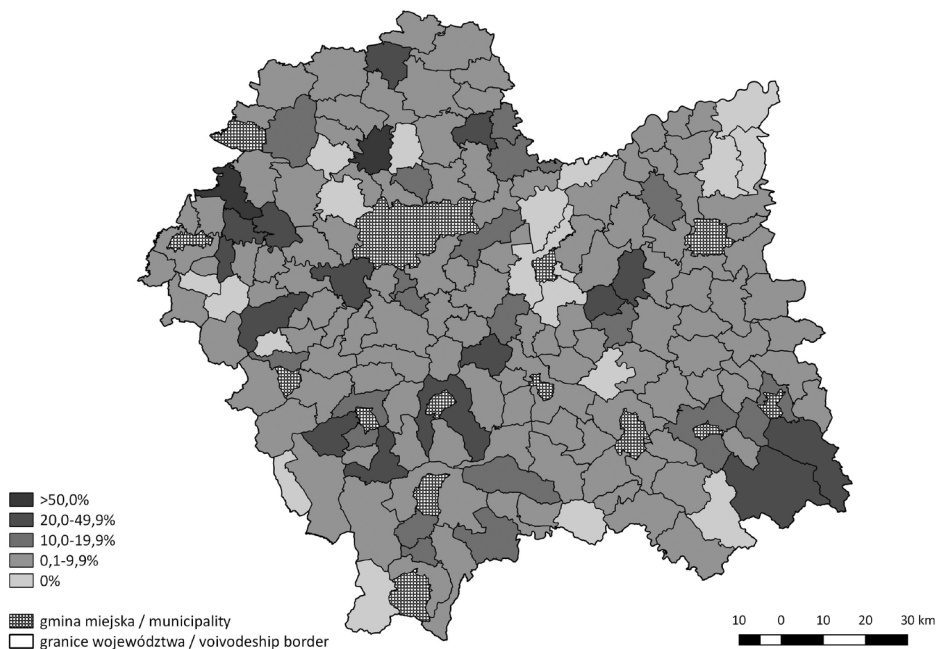 >50,0%
20,0-49,9%
10,0-19,9%
0,1-9,9%
0%
gmina miejska / municipality
granice województwa / voivodeship border
10 0 10 20 30 km